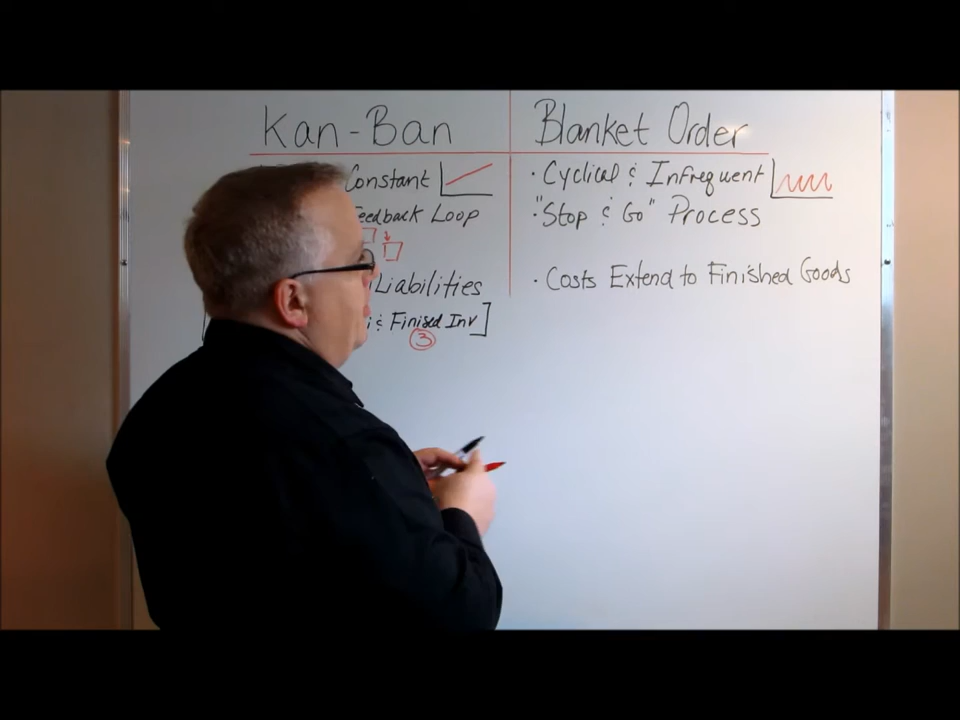 Kan-Ban
Constant
Feedback Loop
Liabilities
& Finised Inv]
3
Blanket Order
· Cyclical & Infrequent
·"Stop & Go" Process
· Costs Extend to Finished Goods